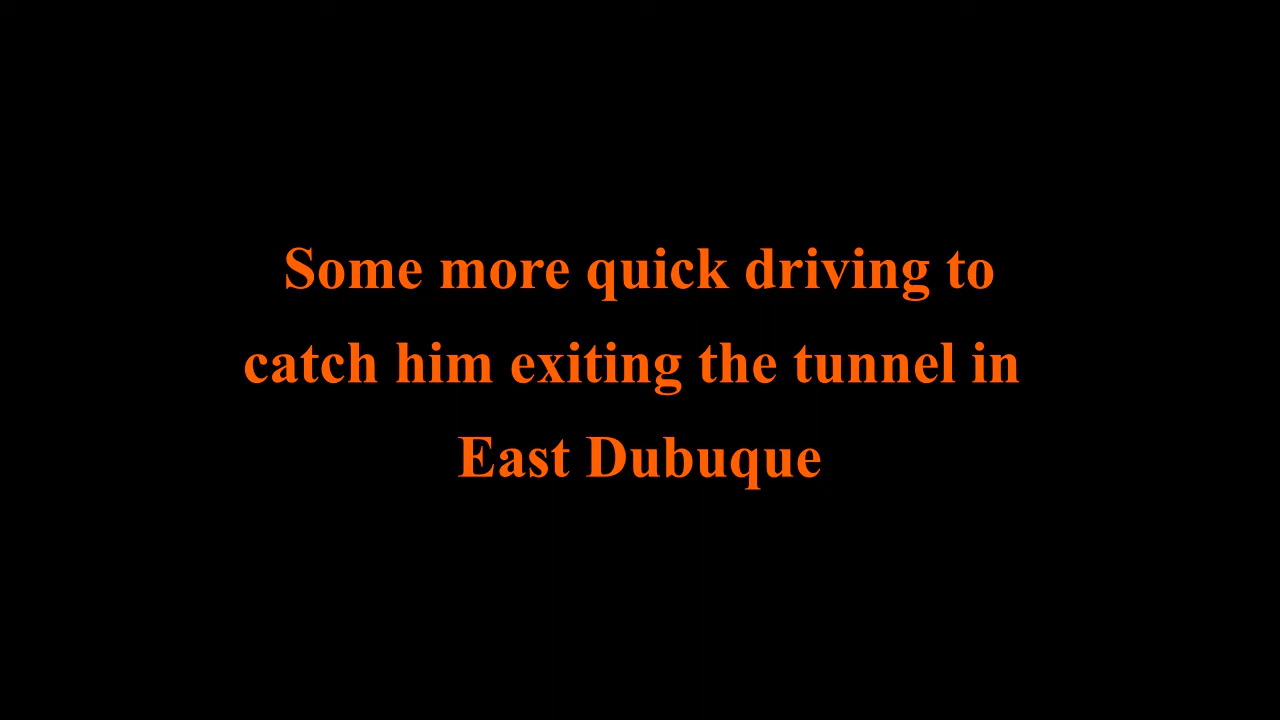 Some more quick driving to
catch him exiting the tunnel in
East Dubuque